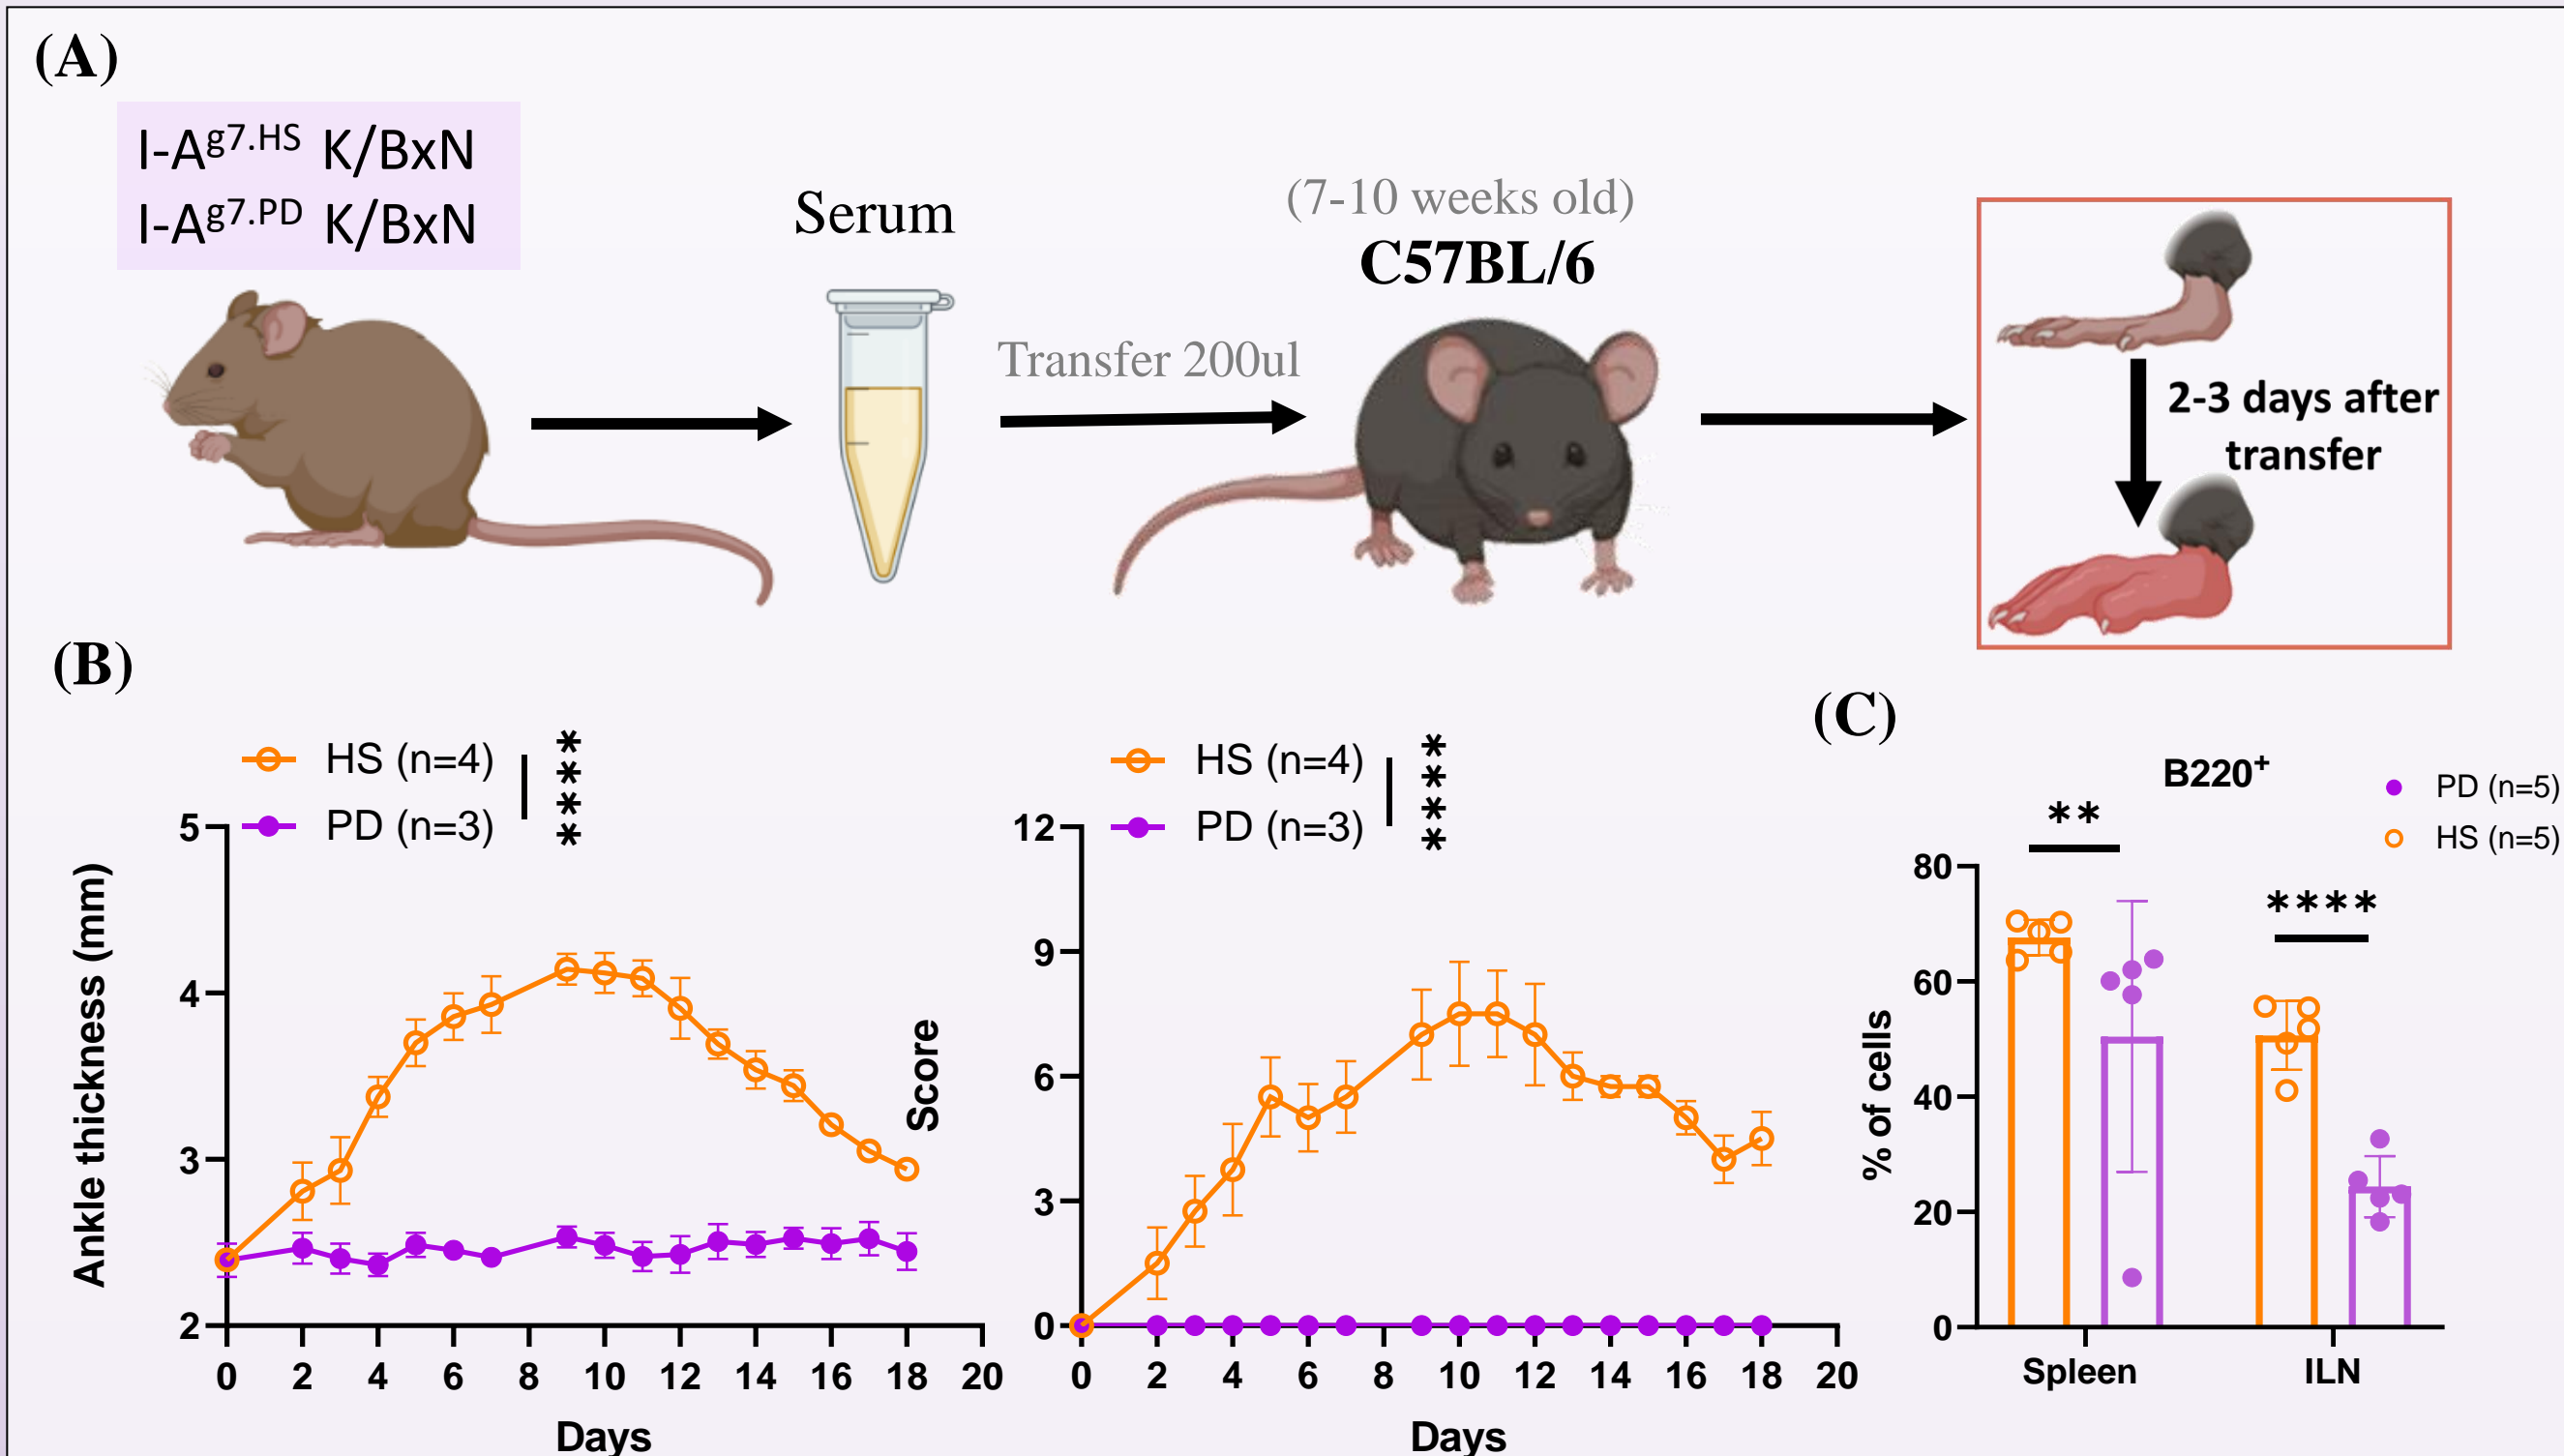 (A)
I-Ag7.HS K/BxN
I-Ag7.PD K/BxN
Serum
Transfer 200ul
(7-10 weeks old)
C57BL/6
2-3 days after
transfer
(B)
HS (n=4)
PD (n=3)
****
Ankle thickness (mm)
5
4
3
2
0 2 4 6 8 10 12 14 16 18 20
Days
HS (n=4)
PD (n=3)
****
Score
12
9
6
3
0
0 2 4 6 8 10 12 14 16 18 20
Days
(C)
B220+
PD (n=5)
HS (n=5)
**
****
% of cells
80
60
40
20
0
Spleen ILN